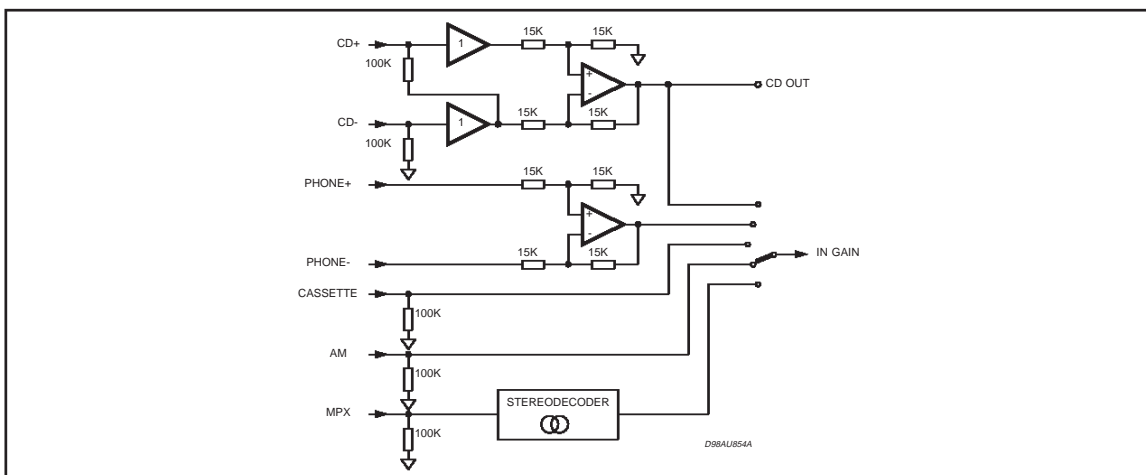 15K 15K
CD+
1
100K
+
-
CD OUT
15K 15K
CD-
1
100K
15K 15K
PHONE+
+
-
15K 15K
PHONE-
IN GAIN
CASSETTE
100K
AM
100K
STEREODECODER
MPX
100K
D98AU854A